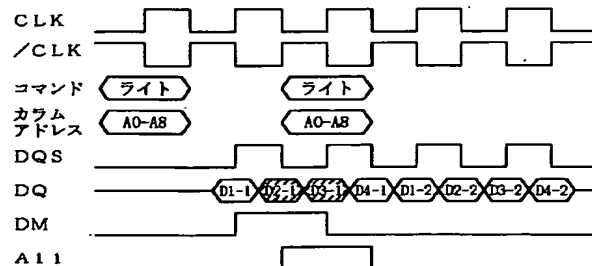 CLK
/CLK
コマンド ライト ライト
カラム
アドレス A0-A8 A0-A8
DQS
DQ D1-1 D2-1 D3-1 D4-1 D1-2 D2-2 D3-2 D4-2
DM
A11